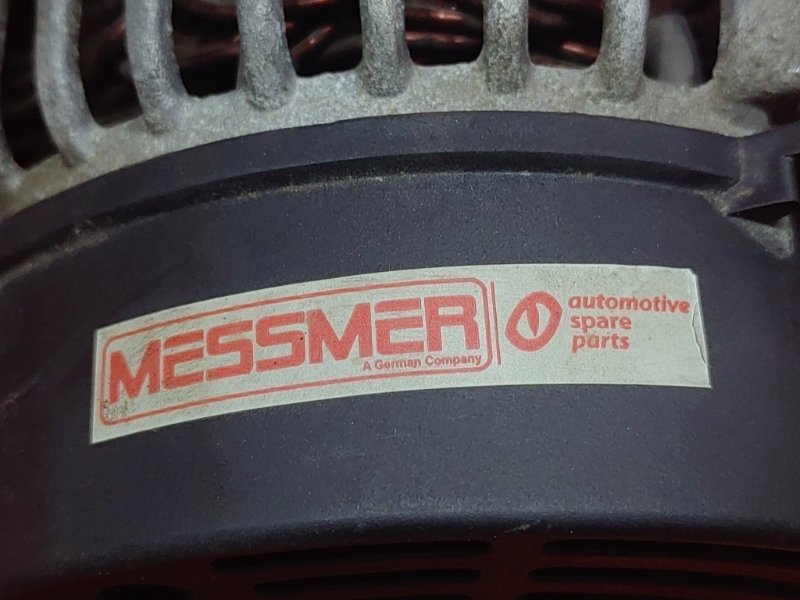 MESSMER
A German Company
automotive
spare
parts